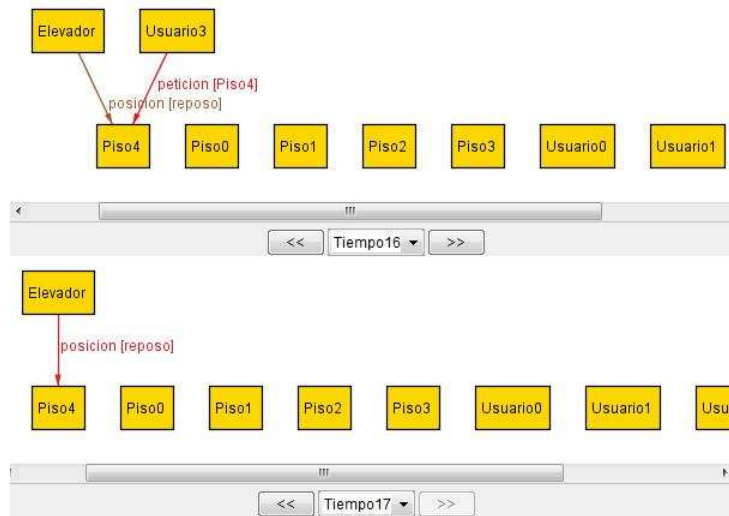 Elevador Usuario3
peticion [Piso4]
posicion [reposo]
Piso4 Piso0 Piso1 Piso2 Piso3 Usuario0 Usuario1
<< Tiempo16 >>
Elevador
posicion [reposo]
Piso4 Piso0 Piso1 Piso2 Piso3 Usuario0 Usuario1 Usu
<< Tiempo17 >>